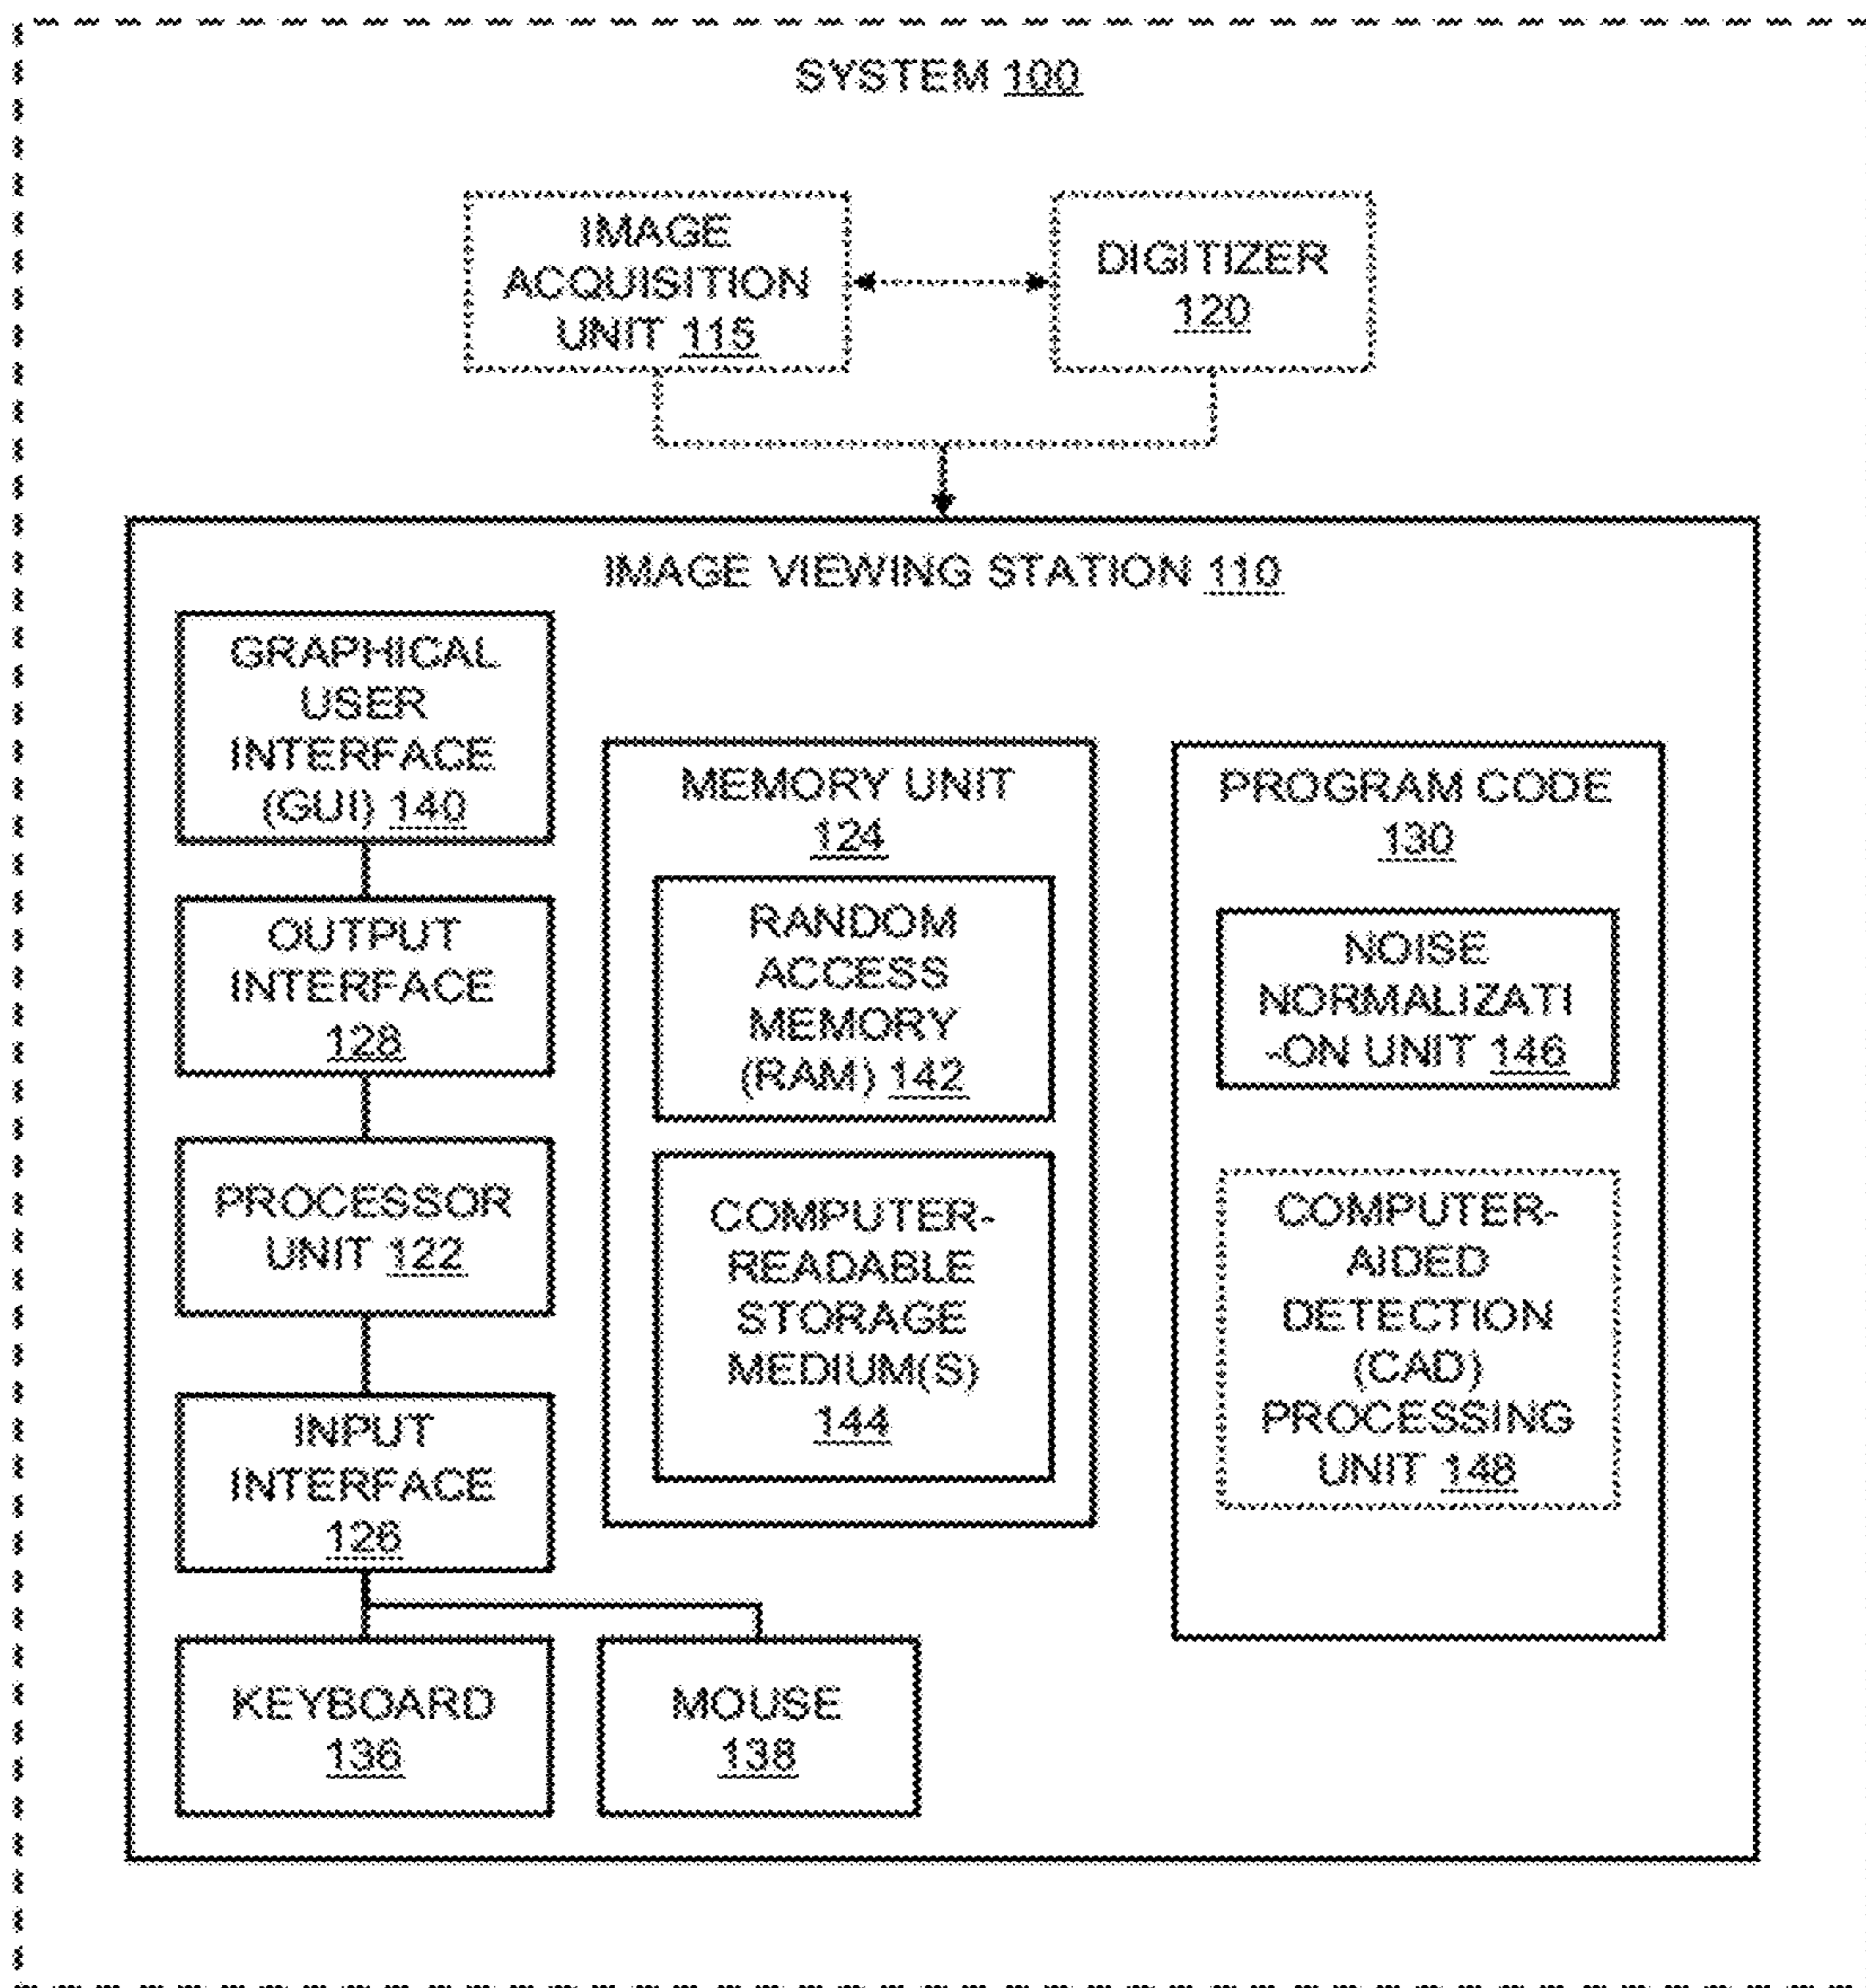 SYSTEM 100
IMAGE
ACQUISITION
UNIT 115
DIGITIZER
120
IMAGE VIEWING STATION 110
GRAPHICAL
USER
INTERFACE
(GUI) 140
OUTPUT
INTERFACE
128
PROCESSOR
UNIT 122
INPUT
INTERFACE
126
KEYBOARD
136
MOUSE
138
MEMORY UNIT
124
RANDOM
ACCESS
MEMORY
(RAM) 142
COMPUTER-
READABLE
STORAGE
MEDIUM(S)
144
PROGRAM CODE
130
NOISE
NORMALIZATI
-ON UNIT 146
COMPUTER-
AIDED
DETECTION
(CAD)
PROCESSING
UNIT 148